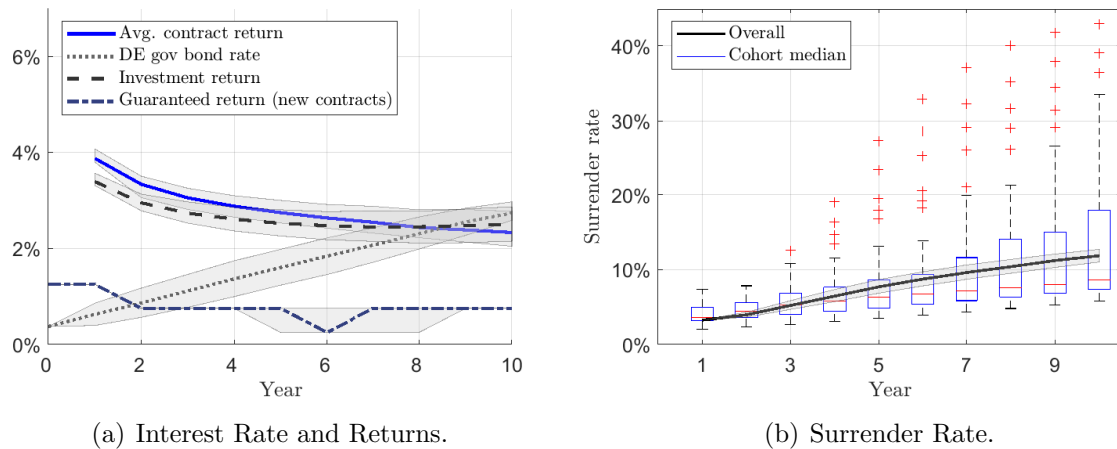 6%
4%
2%
0%
Avg. contract return
DE gov bond rate
Investment return
Guaranteed return (new contracts)
0 2 4 6 8 10
Year
(a) Interest Rate and Returns.
Surrender rate
40%
30%
20%
10%
0%
Overall
Cohort median
1 3 5 7 9
Year
(b) Surrender Rate.